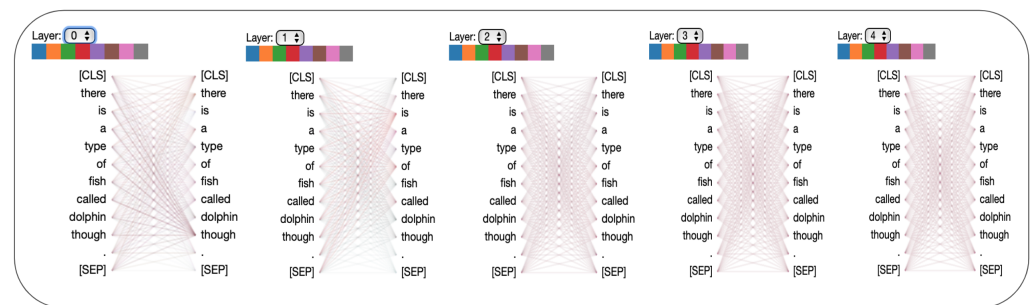 Layer: 0
[CLS] [CLS]
there there
is is
a a
type type
of of
fish fish
called called
dolphin dolphin
though though
. .
[SEP] [SEP]
Layer: 1
[CLS] [CLS]
there there
is is
a a
type type
of of
fish fish
called called
dolphin dolphin
though though
. .
[SEP] [SEP]
Layer: 2
[CLS] [CLS]
there there
is is
a a
type type
of of
fish fish
called called
dolphin dolphin
though though
. .
[SEP] [SEP]
Layer: 3
[CLS] [CLS]
there there
is is
a a
type type
of of
fish fish
called called
dolphin dolphin
though though
. .
[SEP] [SEP]
Layer: 4
[CLS] [CLS]
there there
is is
a a
type type
of of
fish fish
called called
dolphin dolphin
though though
. .
[SEP] [SEP]